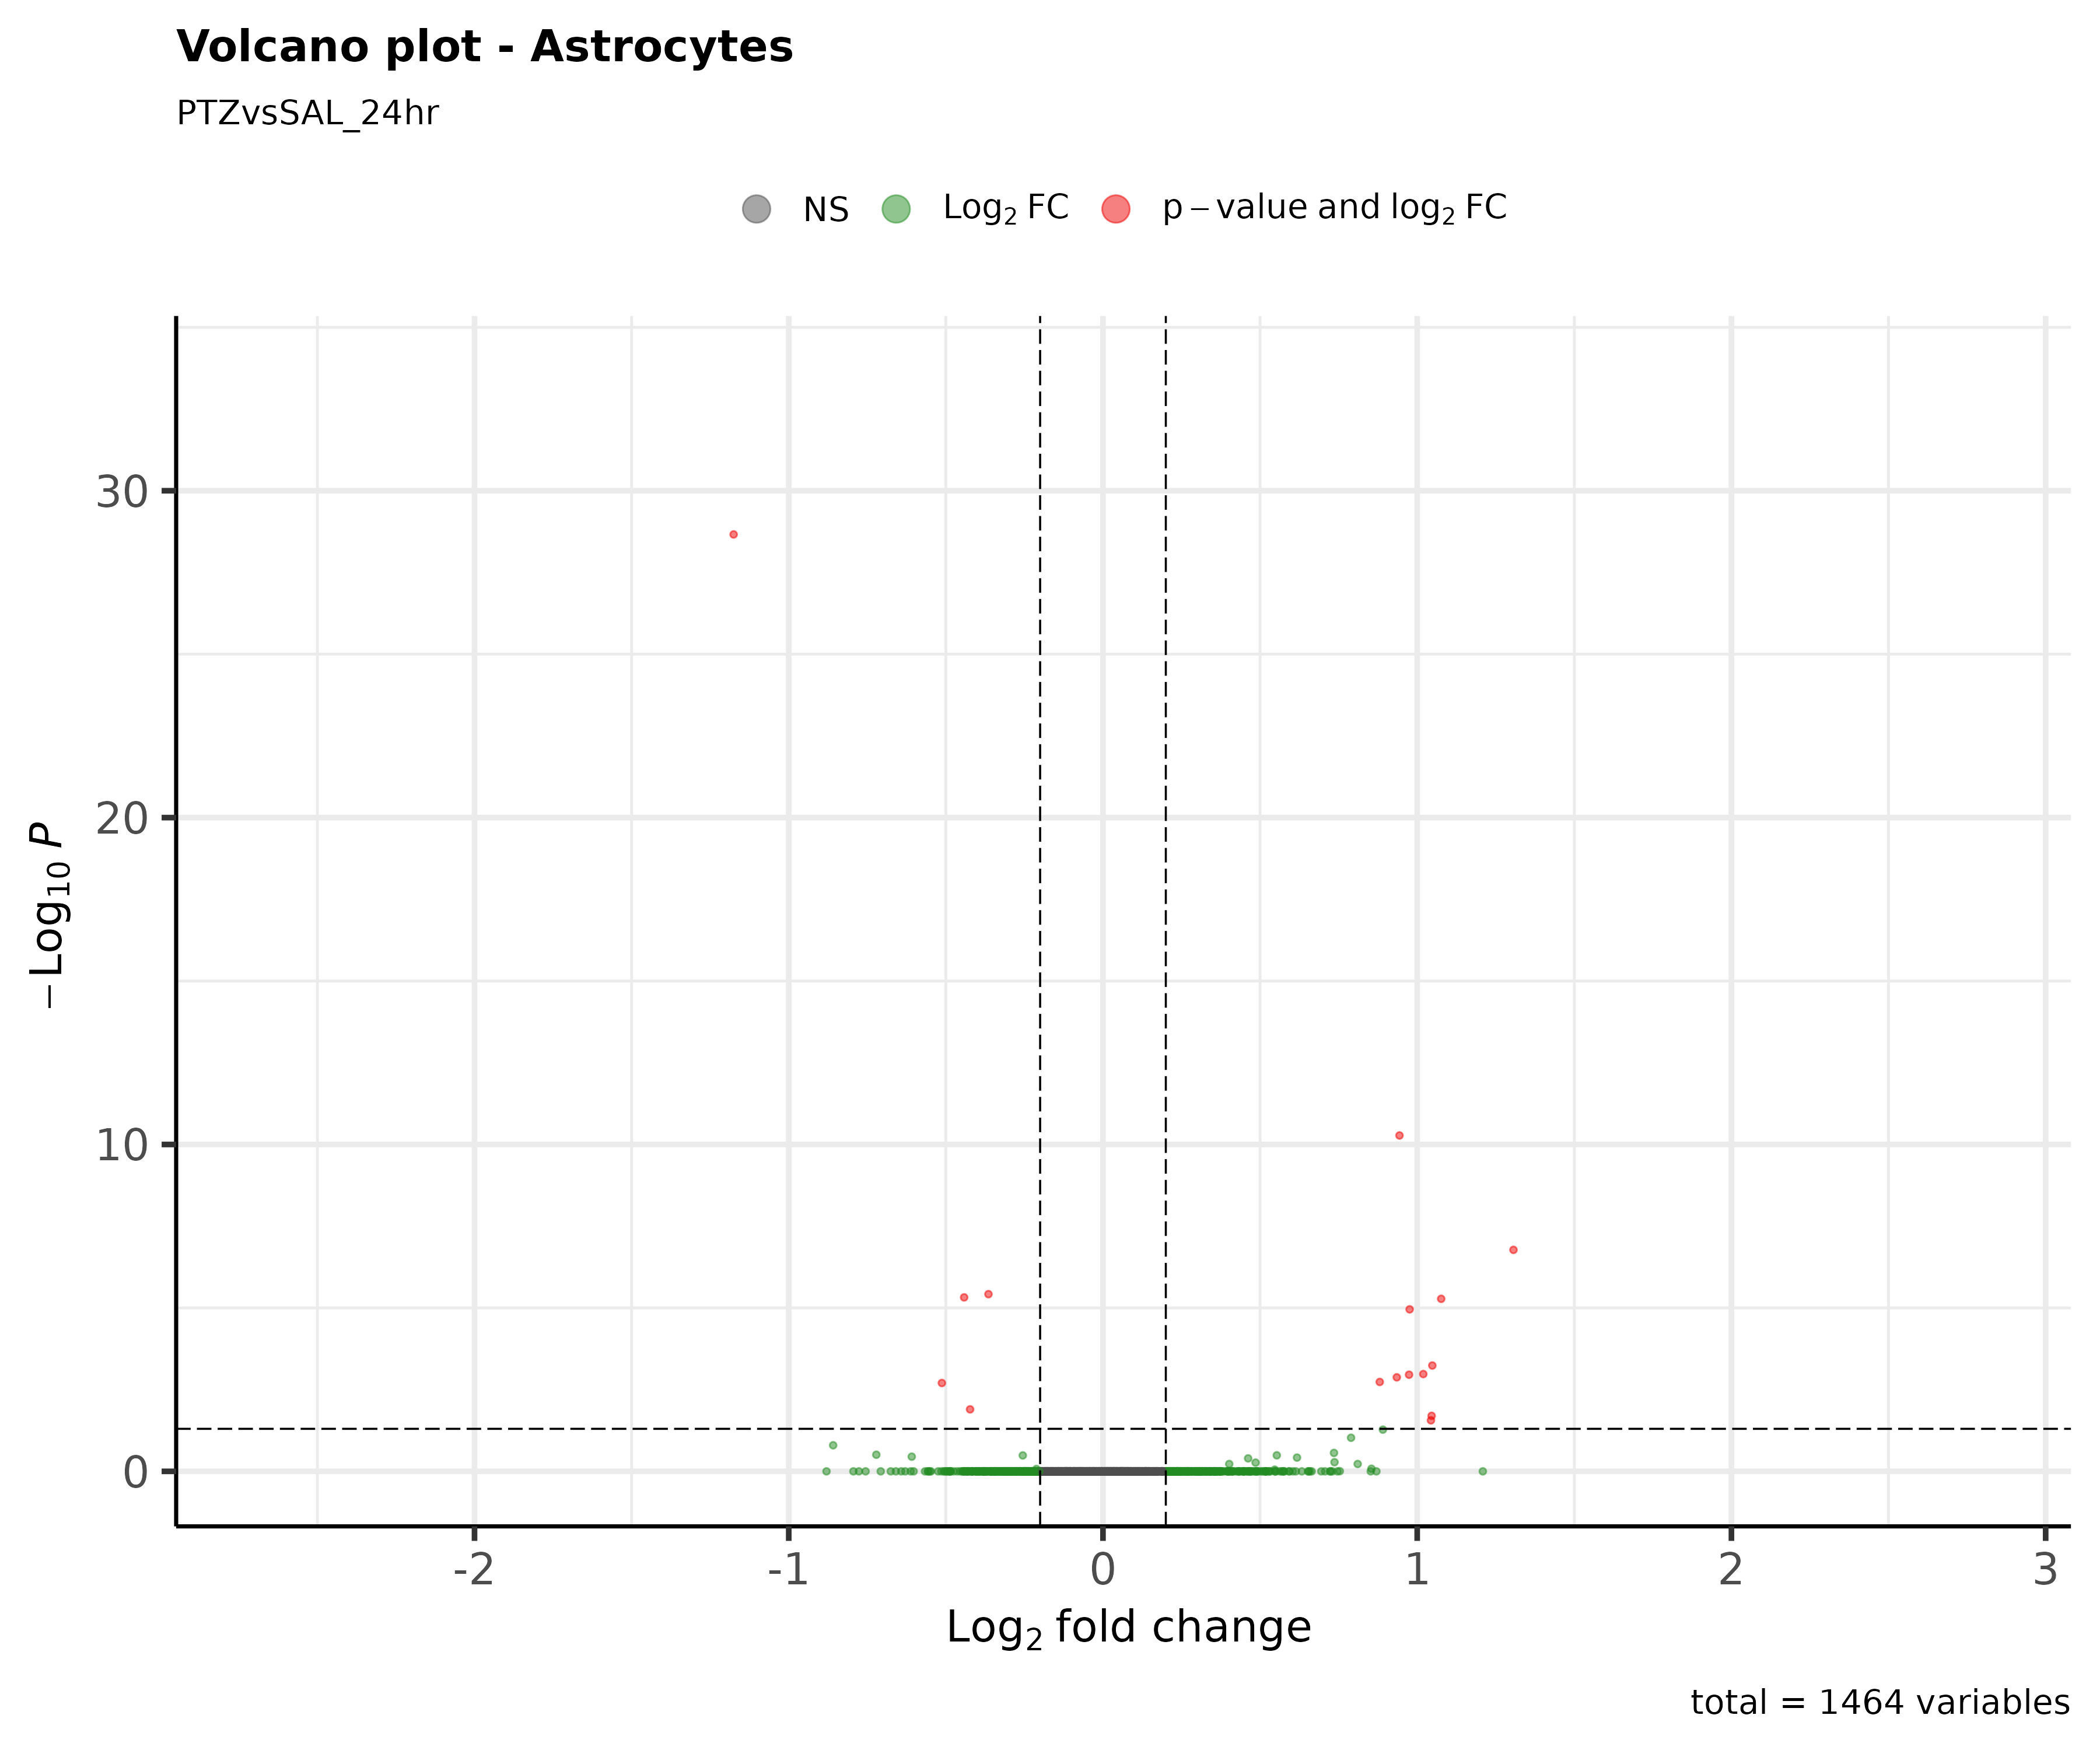 Volcano plot - Astrocytes
PTZvsSAL_24hr
NS Log₂ FC p – value and log₂ FC
30
20
10
0
– Log₁₀ P
-2 -1 0 1 2 3
Log₂ fold change
total = 1464 variables